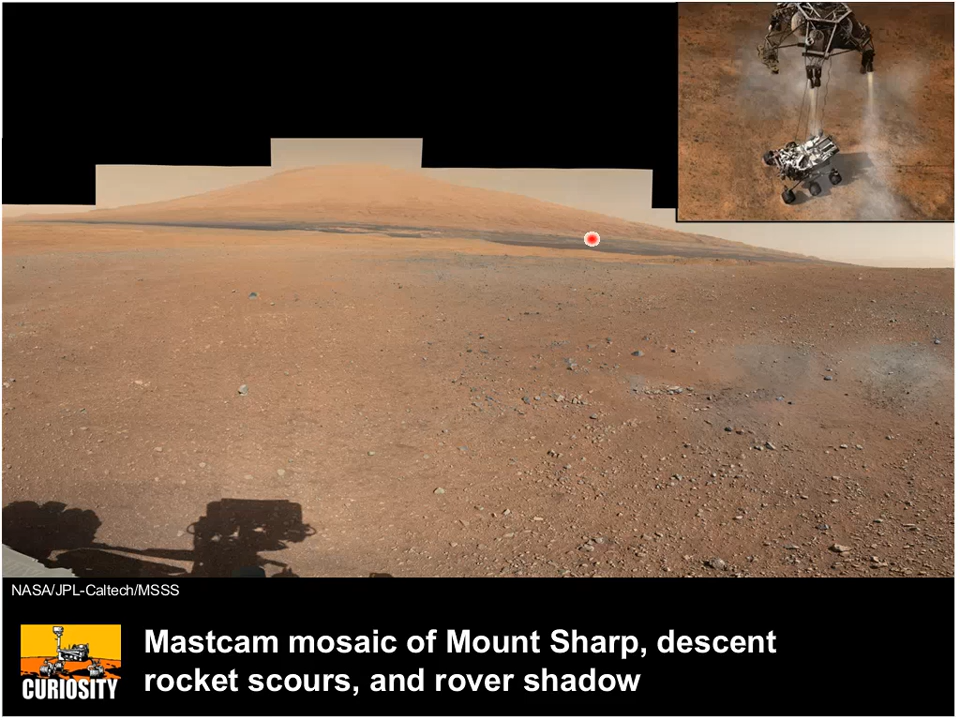 NASA/JPL-Caltech/MSSS
CURIOSITY
Mastcam mosaic of Mount Sharp, descent
rocket scours, and rover shadow